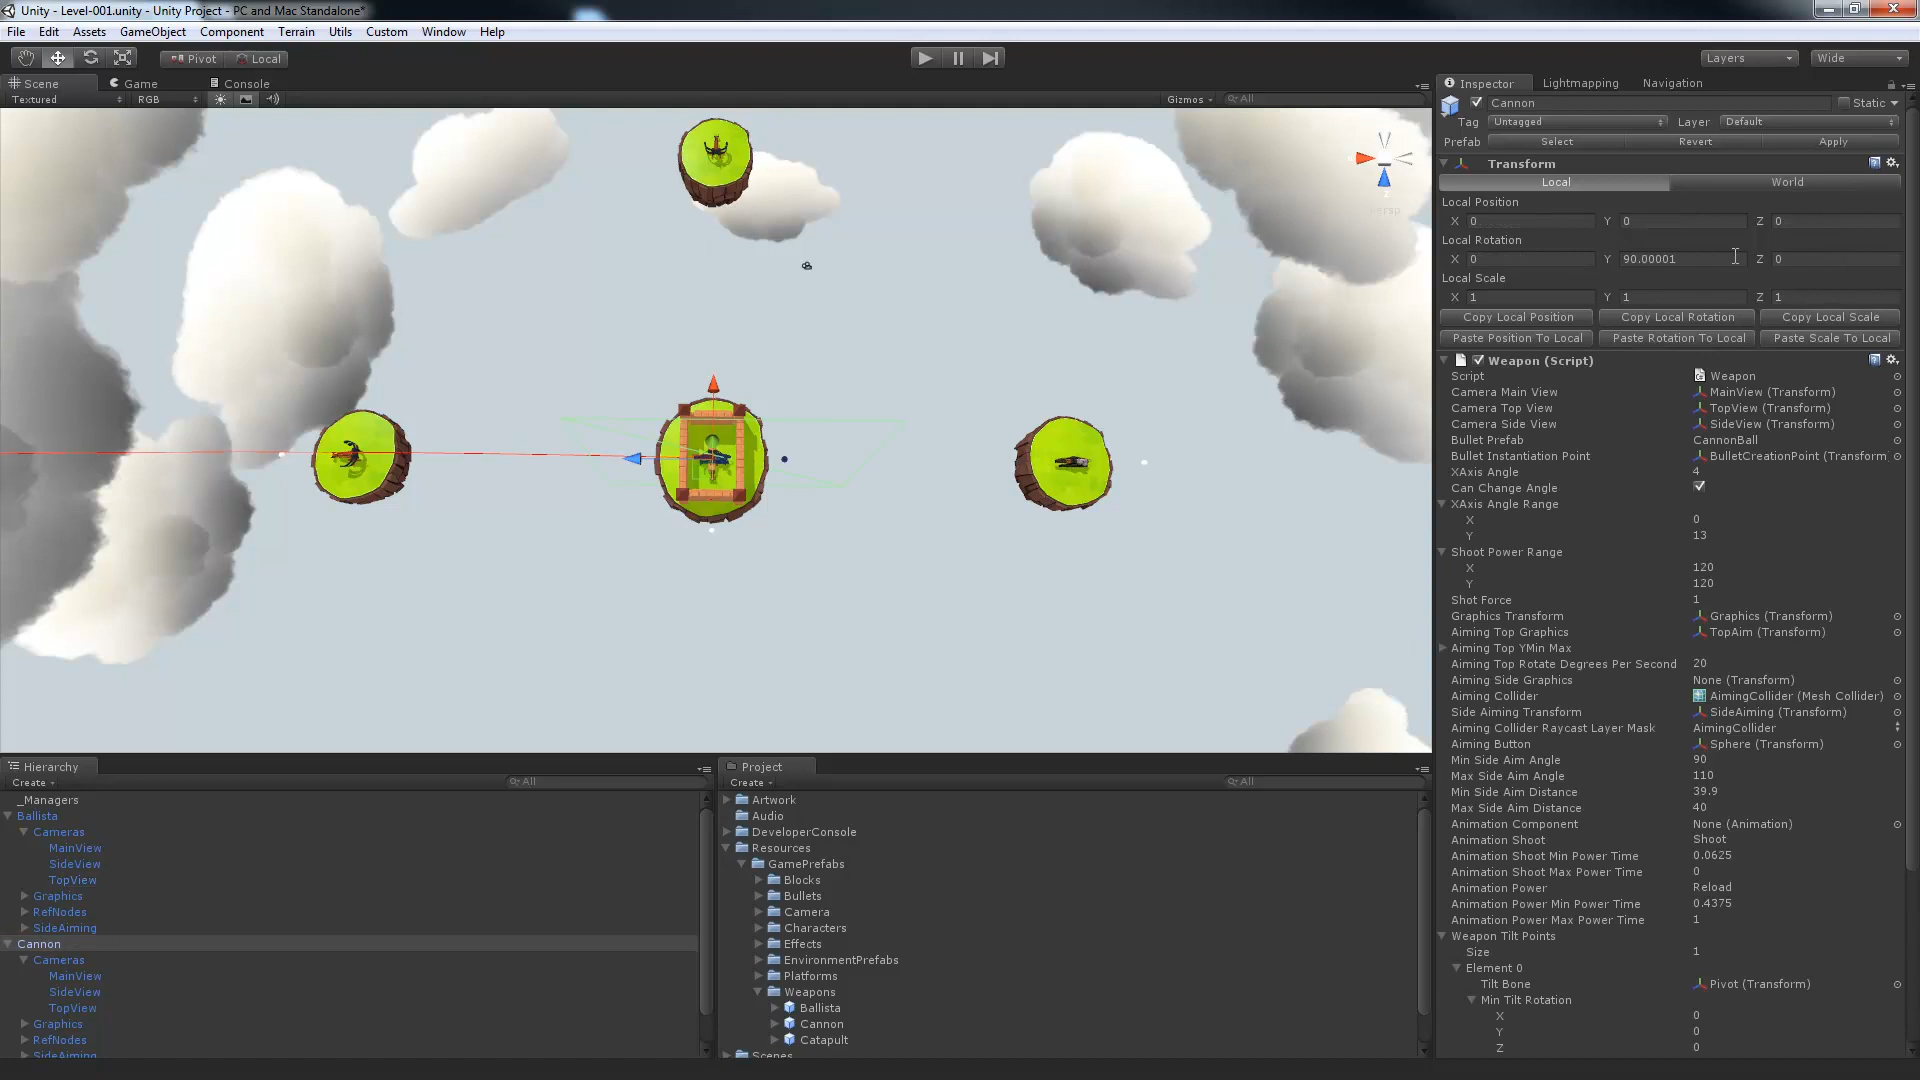 Unity - Level-001.unity - Unity Project - PC and Mac Standalone*
File Edit Assets GameObject Component Terrain Utils Custom Window Help
Pivot Local Layers Wide
Scene Game Console
Textured RGB Gizmos All
Persp
Inspector Lightmapping Navigation
Cannon Static
Tag Untagged Layer Default
Prefab Select Revert Apply
Transform
Local World
Local Position
X 0 Y 0 Z 0
Local Rotation
X 0 Y 90.00001 Z 0
Local Scale
X 1 Y 1 Z 1
Copy Local Position Copy Local Rotation Copy Local Scale
Paste Position To Local Paste Rotation To Local Paste Scale To Local
Weapon (Script)
Script Weapon
Camera Main View MainView (Transform)
Camera Top View TopView (Transform)
Camera Side View SideView (Transform)
Bullet Prefab CannonBall
Bullet Instantiation Point BulletCreationPoint (Transform
XAxis Angle 4
Can Change Angle
XAxis Angle Range
X 0
Y 13
Shoot Power Range
X 120
Y 120
Shot Force 1
Graphics Transform Graphics (Transform)
Aiming Top Graphics TopAim (Transform)
Aiming Top YMin Max
Aiming Top Rotate Degrees Per Second 20
Aiming Side Graphics None (Transform)
Aiming Collider AimingCollider (Mesh Collider)
Side Aiming Transform SideAiming (Transform)
Aiming Collider Raycast Layer Mask AimingCollider
Aiming Button Sphere (Transform)
Min Side Aim Angle 90
Max Side Aim Angle 110
Min Side Aim Distance 39.9
Max Side Aim Distance 40
Animation Component None (Animation)
Animation Shoot Shoot
Animation Shoot Min Power Time 0.0625
Animation Shoot Max Power Time 0
Animation Power Reload
Animation Power Min Power Time 0.4375
Animation Power Max Power Time 1
Weapon Tilt Points
Size 1
Element 0
Tilt Bone Pivot (Transform)
Min Tilt Rotation
X 0
Y 0
Z 0
Hierarchy
Create All
_Managers
Ballista
Cameras
MainView
SideView
TopView
Graphics
RefNodes
SideAiming
Cannon
Cameras
MainView
SideView
TopView
Graphics
RefNodes
SideAiming
Project
Create All
Artwork
Audio
DeveloperConsole
Resources
GamePrefabs
Blocks
Bullets
Camera
Characters
Effects
EnvironmentPrefabs
Platforms
Weapons
Ballista
Cannon
Catapult
Scenes